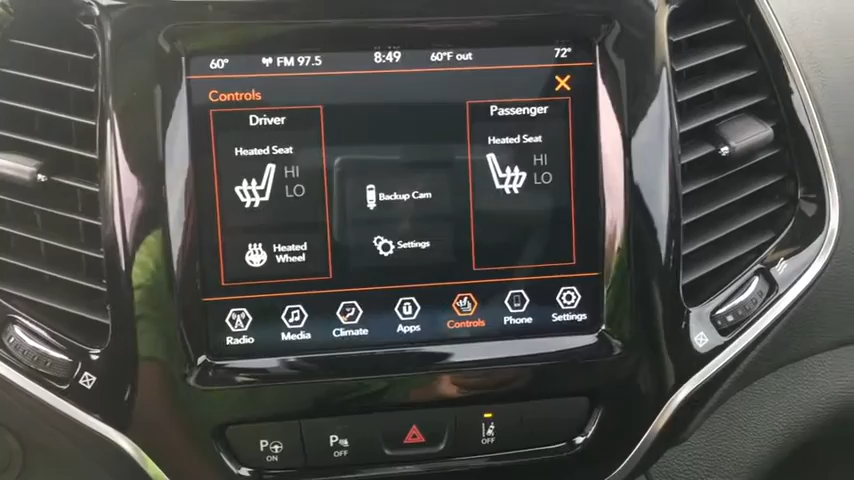 60° FM 97.5 8:49 60°F out 72°
Controls
Driver
Heated Seat
HI
LO
Heated
Wheel
Backup Cam
Settings
Passenger
Heated Seat
HI
LO
Radio Media Climate Apps Controls Phone Settings
P ON
P OFF
OFF